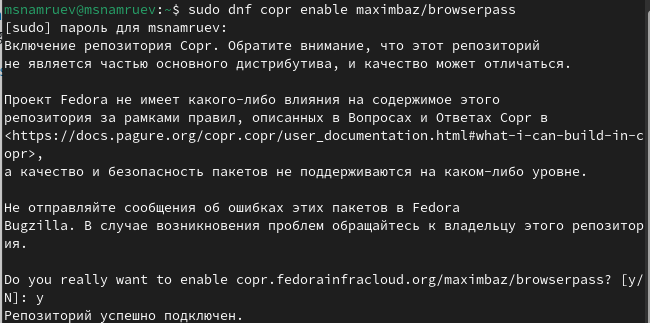 msnamruev@msnamruev:~$ sudo dnf copr enable maximbaz/browserpass
[sudo] пароль для msnamruev:
Включение репозитория Copr. Обратите внимание, что этот репозиторий
не является частью основного дистрибутива, и качество может отличаться.

Проект Fedora не имеет какого-либо влияния на содержимое этого
репозитория за рамками правил, описанных в Вопросах и Ответах Copr в
<https://docs.pagure.org/copr.copr/user_documentation.html#what-i-can-build-in-c
opr>,
а качество и безопасность пакетов не поддерживаются на каком-либо уровне.

Не отправляйте сообщения об ошибках этих пакетов в Fedora
Bugzilla. В случае возникновения проблем обращайтесь к владельцу этого репозитор
ия.

Do you really want to enable copr.fedorainfracloud.org/maximbaz/browserpass? [y/
N]: y
Репозиторий успешно подключен.